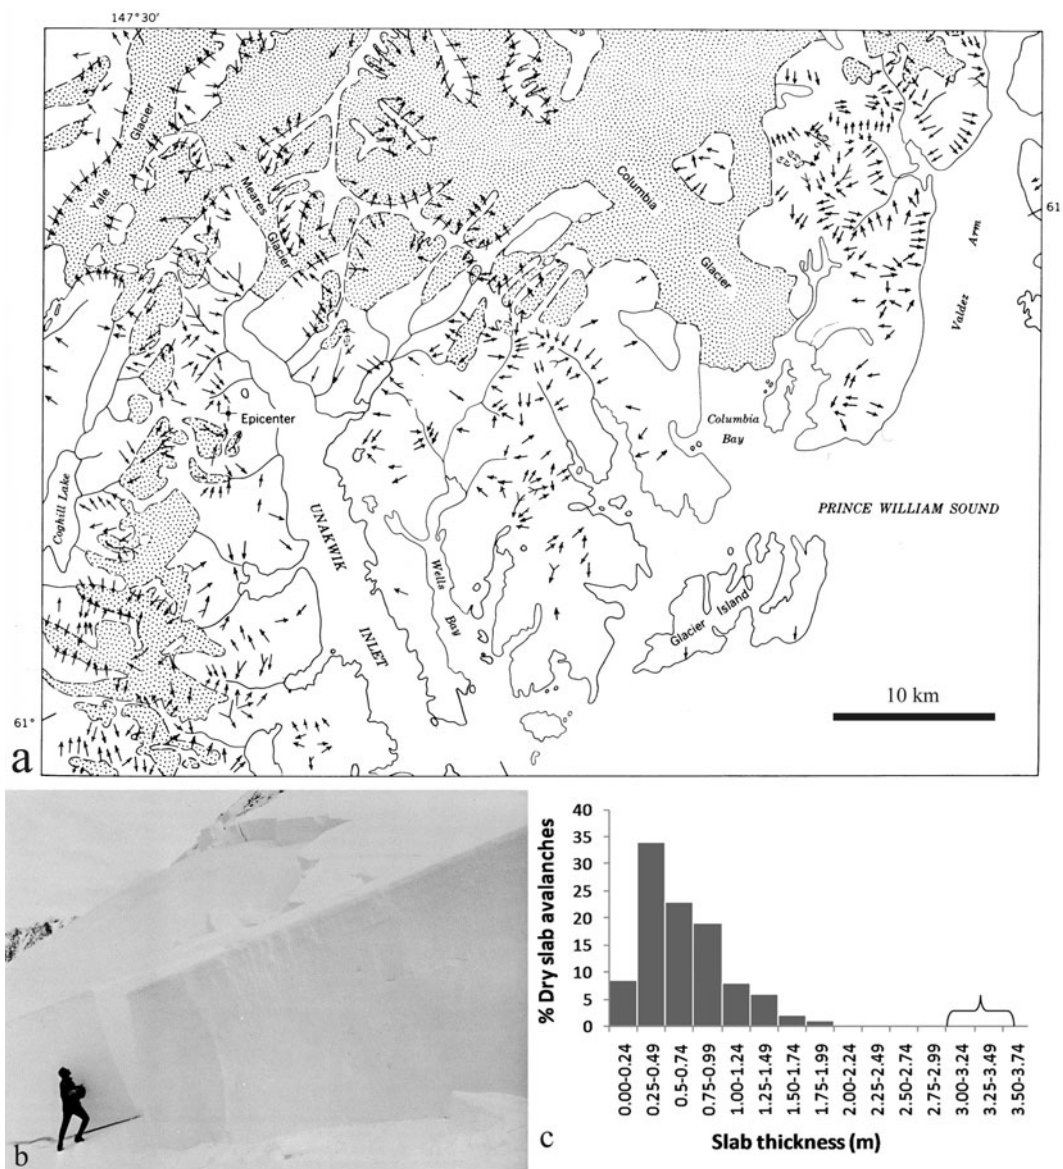 147°30'
Glacier
Yale
Meares
Glacier
Columbia
Glacier
61
Arm
Valdez
Epicenter
Columbia
Bay
Coghill Lake
UNAKWIK
INLET
Wells
Bay
PRINCE WILLIAM SOUND
Glacier Island
10 km
61°
a
b
% Dry slab avalanches
40
35
30
25
20
15
10
5
0
0.00-0.24
0.25-0.49
0.5-0.74
0.75-0.99
1.00-1.24
1.25-1.49
1.50-1.74
1.75-1.99
2.00-2.24
2.25-2.49
2.50-2.74
2.75-2.99
3.00-3.24
3.25-3.49
3.50-3.74
Slab thickness (m)
c